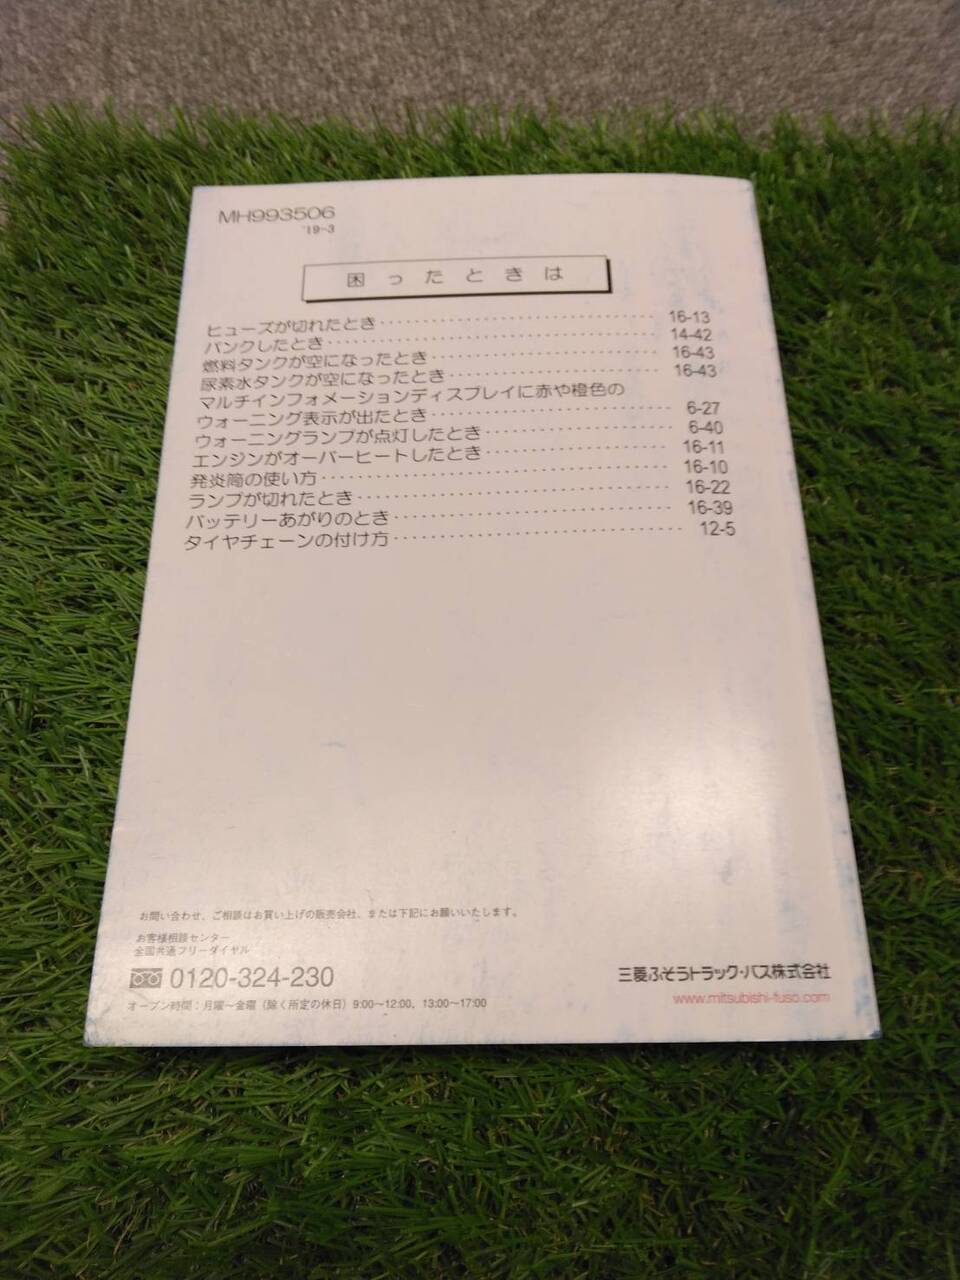 MH993506
'19-3
困ったときは
ヒューズが切れたとき 16-13
パンクしたとき 14-42
燃料タンクが空になったとき 16-43
尿素水タンクが空になったとき 16-43
マルチインフォメーションディスプレイに赤や橙色の
ウォーニング表示が出たとき 6-27
ウォーニングランプが点灯したとき 6-40
エンジンがオーバーヒートしたとき 16-11
発炎筒の使い方 16-10
ランプが切れたとき 16-22
バッテリーあがりのとき 16-39
タイヤチェーンの付け方 12-5
お問い合わせ、ご相談はお買い上げの販売会社、または下記にお願いいたします。
お客様相談センター
全国共通フリーダイヤル
0120-324-230
オープン時間：月曜～金曜（除く所定の休日）9:00～12:00, 13:00～17:00
三菱ふそうトラック・バス株式会社
www.mitsubishi-fuso.com